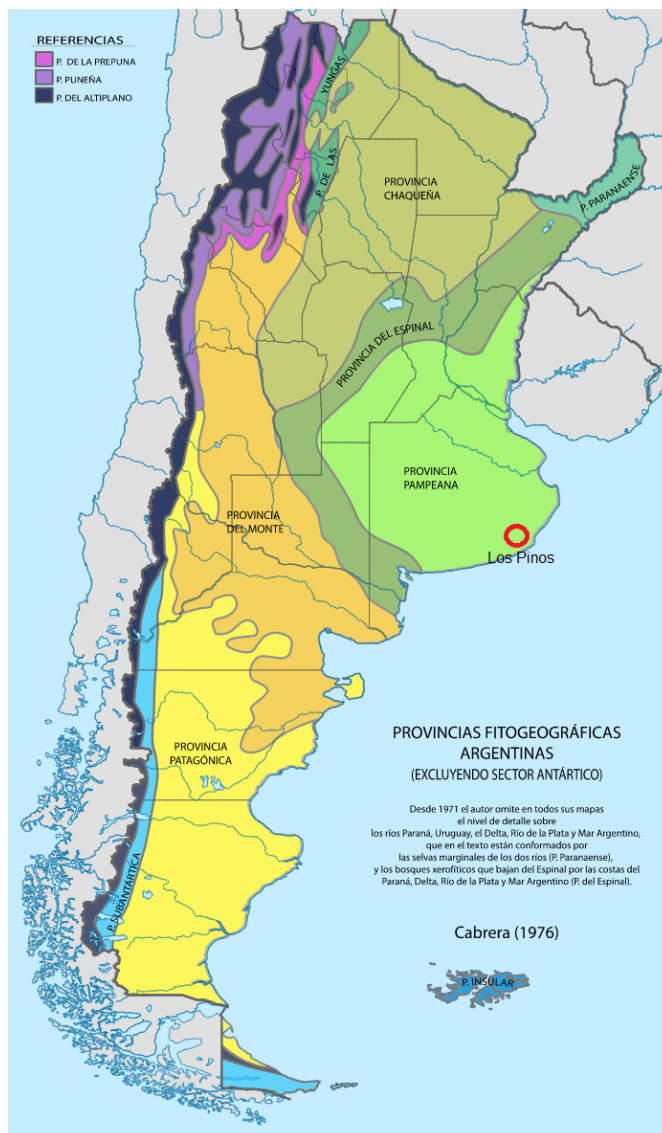 REFERENCIAS
P. DE LA PREPUNA
P. PUNEÑA
P. DEL ALTIPLANO
YUNGAS
P. DE LAS
PROVINCIA
CHAQUEÑA
P. PARANAENSE
PROVINCIA DEL ESPINAL
PROVINCIA
PAMPEANA
PROVINCIA
DEL MONTE
Los Pinos
PROVINCIA
PATAGÓNICA
P. SUBANTÁRTICA
PROVINCIAS FITOGEOGRÁFICAS
ARGENTINAS
(EXCLUYENDO SECTOR ANTÁRTICO)
Desde 1971 el autor omite en todos sus mapas
el nivel de detalle sobre
los ríos Paraná, Uruguay, el Delta, Río de la Plata y Mar Argentino,
que en el texto están conformados por
las selvas marginales de los dos ríos (P. Paranaense),
y los bosques xerofíticos que bajan del Espinal por las costas del
Paraná, Delta, Río de la Plata y Mar Argentino (P. del Espinal).
Cabrera (1976)
P. INSULAR